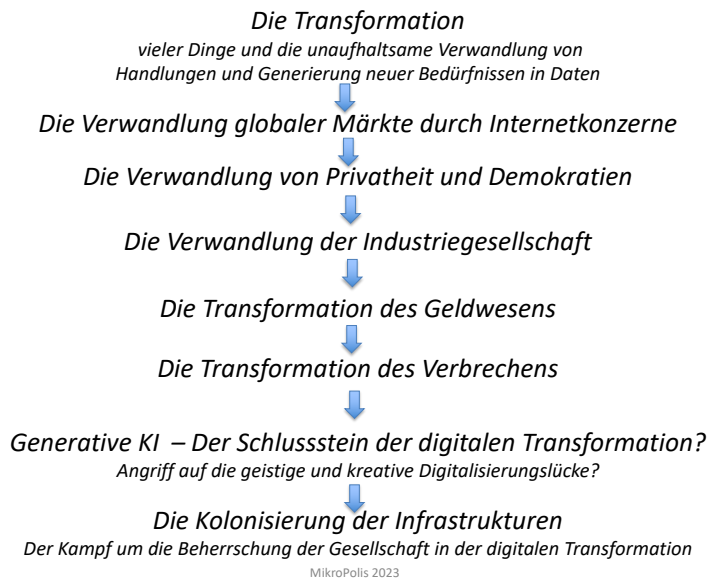 Die Transformation
vieler Dinge und die unaufhaltsame Verwandlung von
Handlungen und Generierung neuer Bedürfnissen in Daten
Die Verwandlung globaler Märkte durch Internetkonzerne
Die Verwandlung von Privatheit und Demokratien
Die Verwandlung der Industriegesellschaft
Die Transformation des Geldwesens
Die Transformation des Verbrechens
Generative KI – Der Schlussstein der digitalen Transformation?
Angriff auf die geistige und kreative Digitalisierungslücke?
Die Kolonisierung der Infrastrukturen
Der Kampf um die Beherrschung der Gesellschaft in der digitalen Transformation
MikroPolis 2023